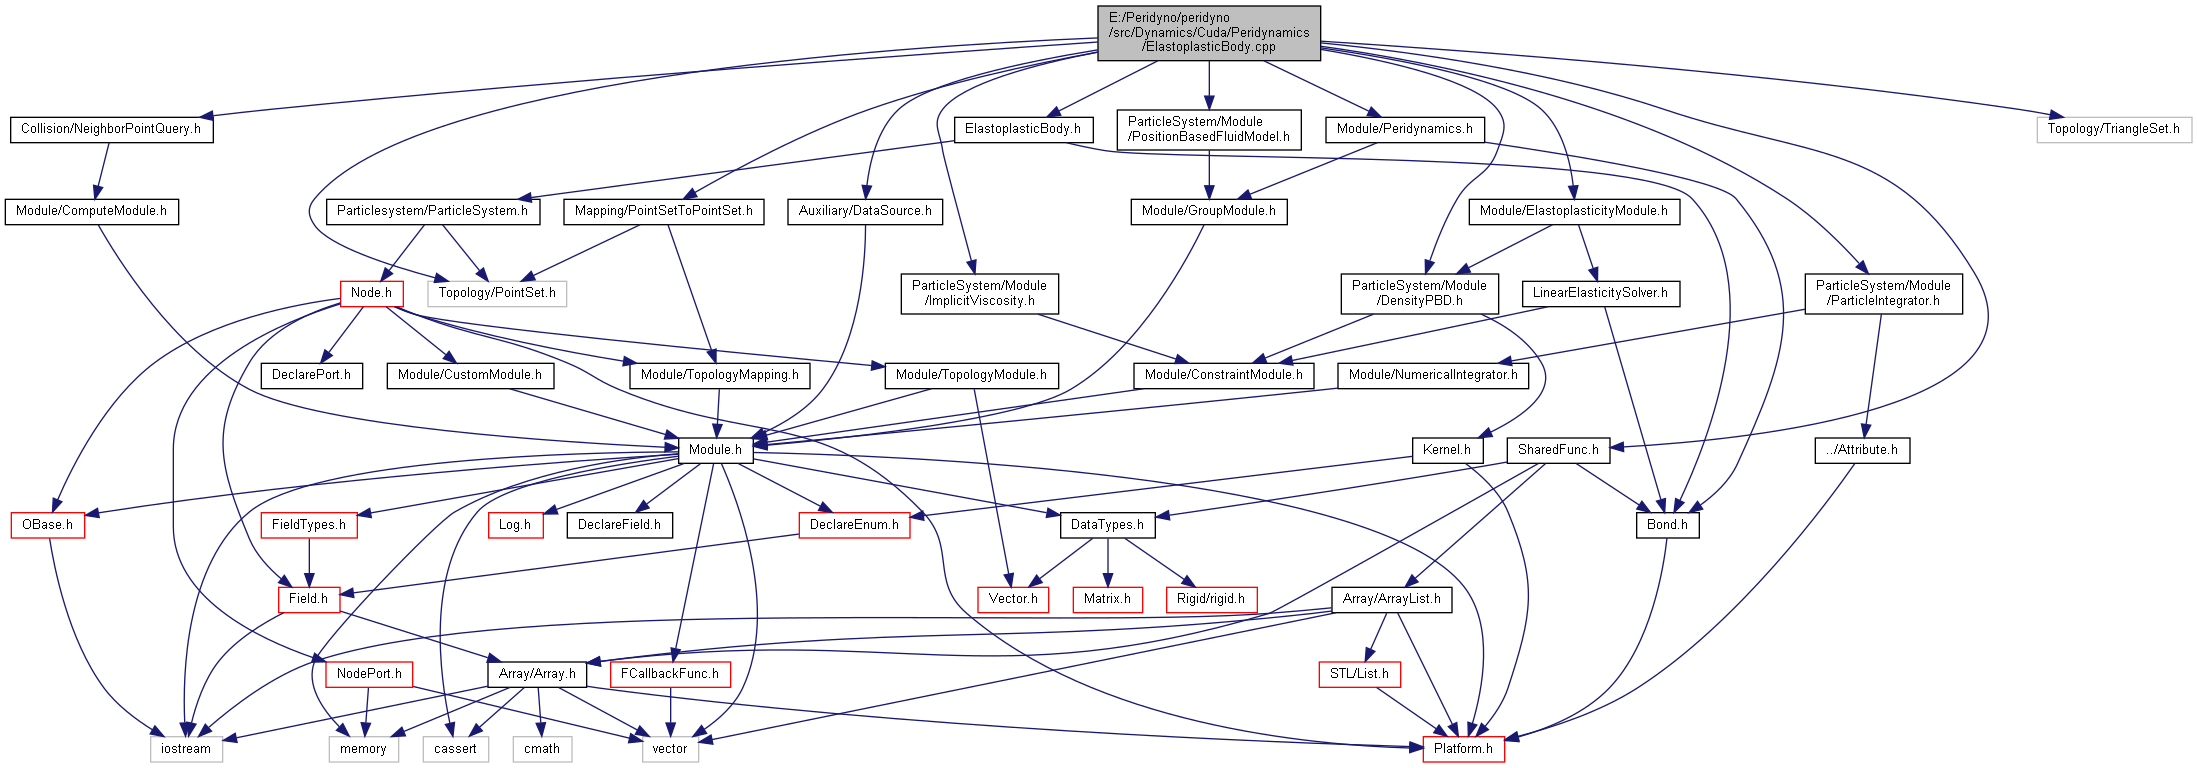 E:/Peridyno/peridyno
/src/Dynamics/Cuda/Peridynamics
/ElastoplasticBody.cpp
Collision/NeighborPointQuery.h
ElastoplasticBody.h
ParticleSystem/Module
/PositionBasedFluidModel.h
Module/Peridynamics.h
Topology/TriangleSet.h
Module/ComputeModule.h
Particlesystem/ParticleSystem.h
Mapping/PointSetToPointSet.h
Auxiliary/DataSource.h
Module/GroupModule.h
Module/ElastoplasticityModule.h
Node.h
Topology/PointSet.h
ParticleSystem/Module
/ImplicitViscosity.h
ParticleSystem/Module
/DensityPBD.h
LinearElasticitySolver.h
ParticleSystem/Module
/ParticleIntegrator.h
DeclarePort.h
Module/CustomModule.h
Module/TopologyMapping.h
Module/TopologyModule.h
Module/ConstraintModule.h
Module/NumericalIntegrator.h
Module.h
Kernel.h
SharedFunc.h
../Attribute.h
OBase.h
FieldTypes.h
Log.h
DeclareField.h
DeclareEnum.h
DataTypes.h
Bond.h
Field.h
Vector.h
Matrix.h
Rigid/rigid.h
Array/ArrayList.h
NodePort.h
Array/Array.h
FCallbackFunc.h
STL/List.h
iostream
memory
cassert
cmath
vector
Platform.h